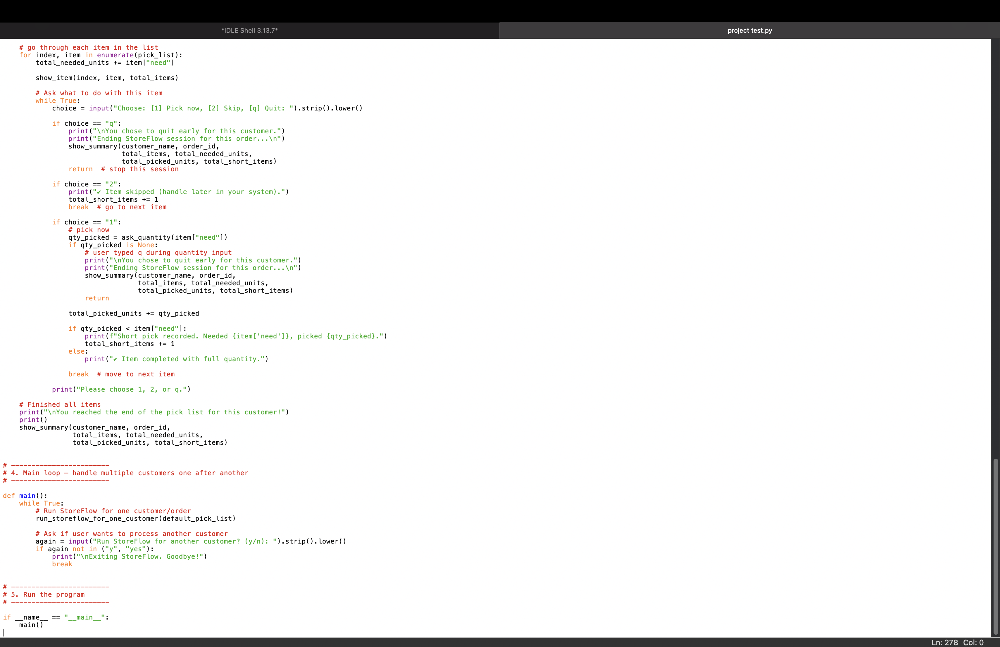 *IDLE Shell 3.13.7*
project test.py
    # go through each item in the list
    for index, item in enumerate(pick_list):
        total_needed_units += item["need"]

        show_item(index, item, total_items)

        # Ask what to do with this item
        while True:
            choice = input("Choose: [1] Pick now, [2] Skip, [q] Quit: ").strip().lower()

            if choice == "q":
                print("\nYou chose to quit early for this customer.")
                print("Ending StoreFlow session for this order...\n")
                show_summary(customer_name, order_id,
                             total_items, total_needed_units,
                             total_picked_units, total_short_items)
                return  # stop this session

            if choice == "2":
                print("✔ Item skipped (handle later in your system).")
                total_short_items += 1
                break  # go to next item

            if choice == "1":
                # pick now
                qty_picked = ask_quantity(item["need"])
                if qty_picked is None:
                    # user typed q during quantity input
                    print("\nYou chose to quit early for this customer.")
                    print("Ending StoreFlow session for this order...\n")
                    show_summary(customer_name, order_id,
                                 total_items, total_needed_units,
                                 total_picked_units, total_short_items)
                    return

                total_picked_units += qty_picked

                if qty_picked < item["need"]:
                    print(f"Short pick recorded. Needed {item['need']}, picked {qty_picked}.")
                    total_short_items += 1
                else:
                    print("✔ Item completed with full quantity.")

                break  # move to next item

            print("Please choose 1, 2, or q.")

    # Finished all items
    print("\nYou reached the end of the pick list for this customer!")
    print()
    show_summary(customer_name, order_id,
                 total_items, total_needed_units,
                 total_picked_units, total_short_items)


# ------------------------
# 4. Main loop – handle multiple customers one after another
# ------------------------

def main():
    while True:
        # Run StoreFlow for one customer/order
        run_storeflow_for_one_customer(default_pick_list)

        # Ask if user wants to process another customer
        again = input("Run StoreFlow for another customer? (y/n): ").strip().lower()
        if again not in ("y", "yes"):
            print("\nExiting StoreFlow. Goodbye!")
            break


# ------------------------
# 5. Run the program
# ------------------------

if __name__ == "__main__":
    main()
Ln: 278 Col: 0